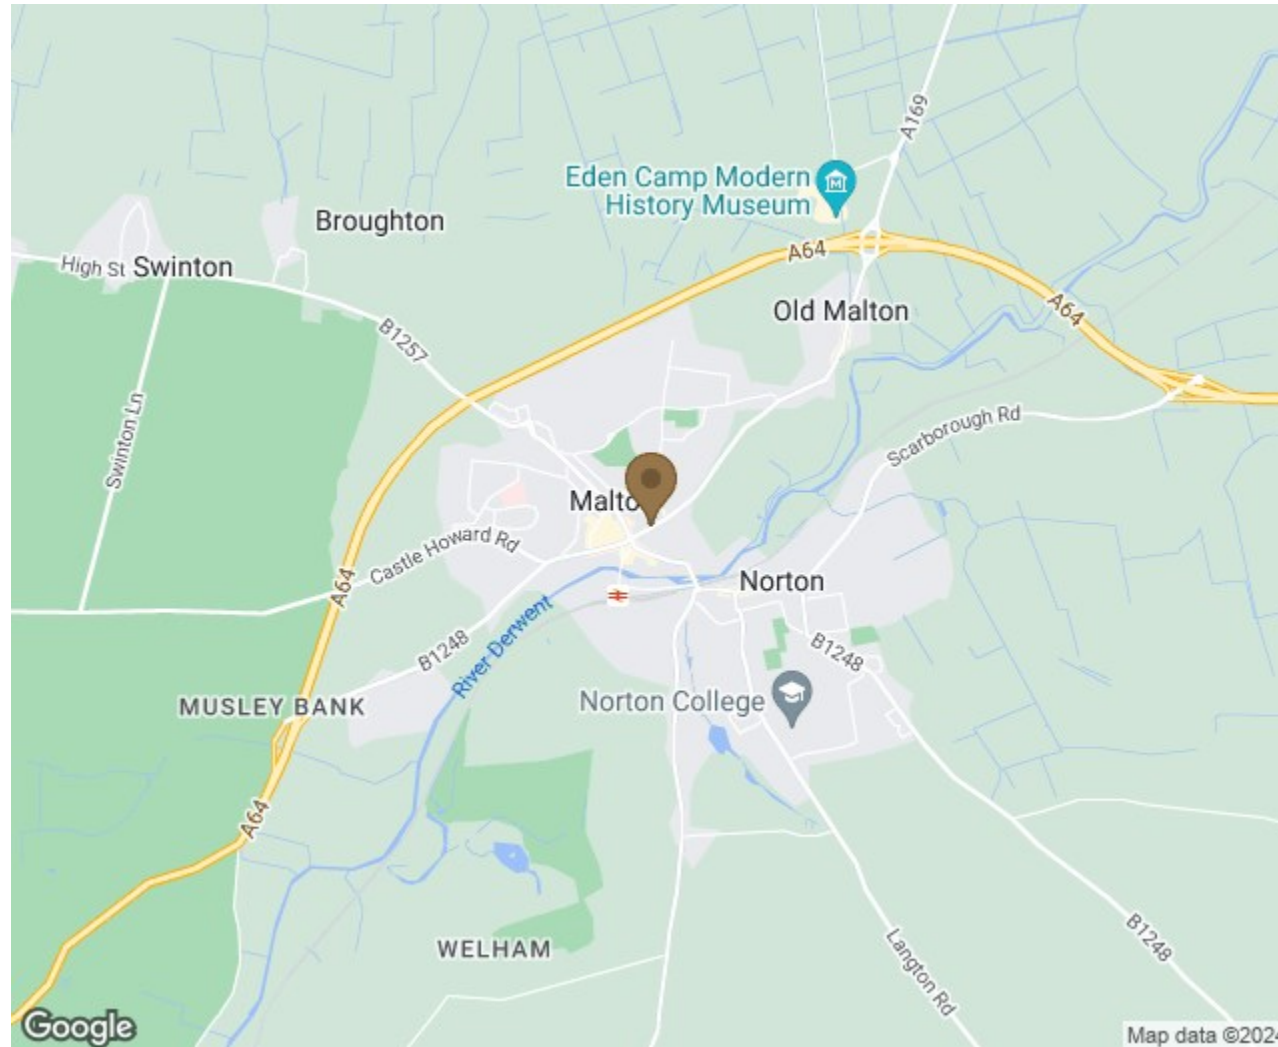 A169
Eden Camp Modern
History Museum
Broughton
A64
High St
Swinton
Old Malton
A64
B1257
Swinton Ln
Scarborough Rd
Malto
Castle Howard Rd
A64
Norton
River Derwent
B1248
B1248
Norton College
MUSLEY BANK
A64
WELHAM
Langton Rd
B1248
Google
Map data ©2024